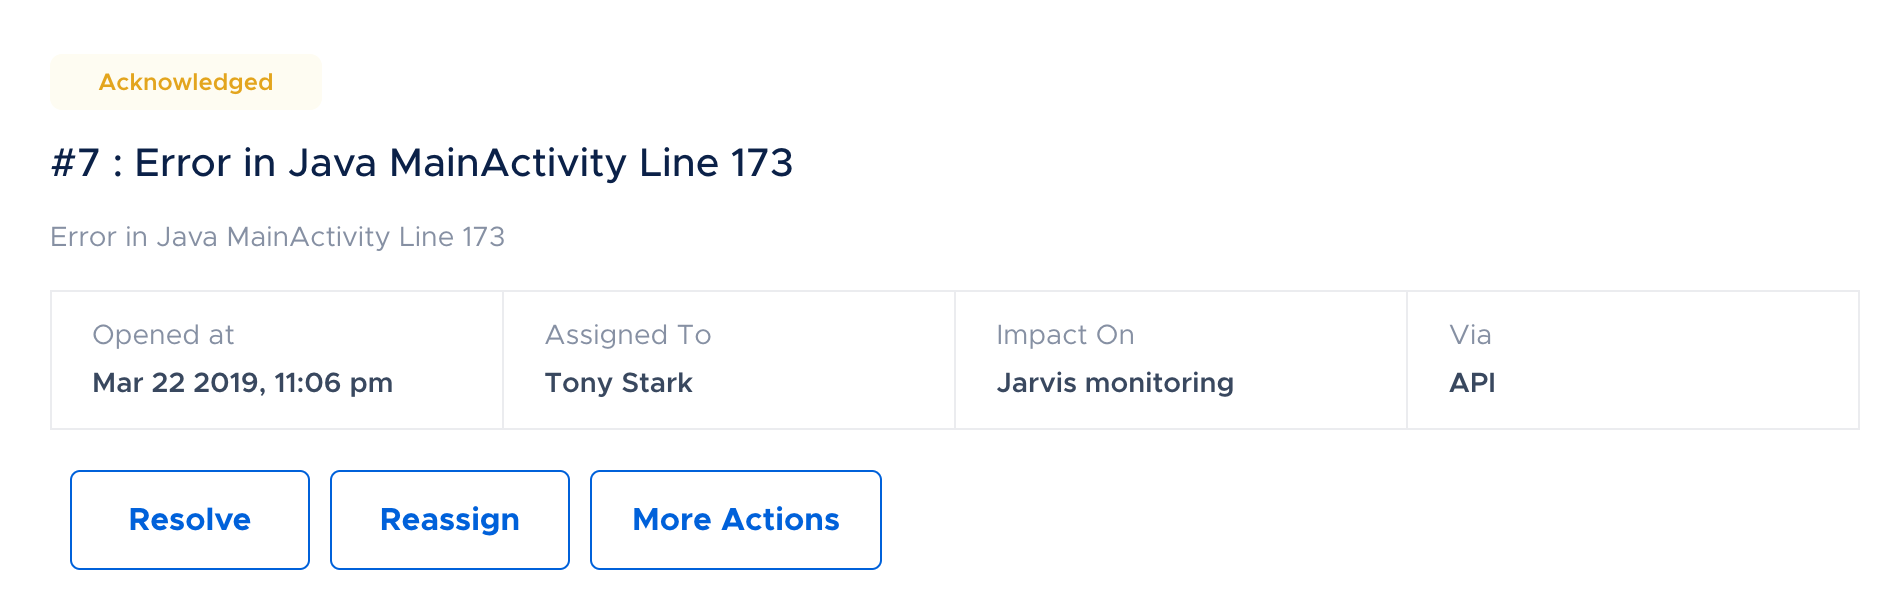 Acknowledged
#7 : Error in Java MainActivity Line 173
Error in Java MainActivity Line 173
Opened at
Mar 22 2019, 11:06 pm
Assigned To
Tony Stark
Impact On
Jarvis monitoring
Via
API
Resolve
Reassign
More Actions